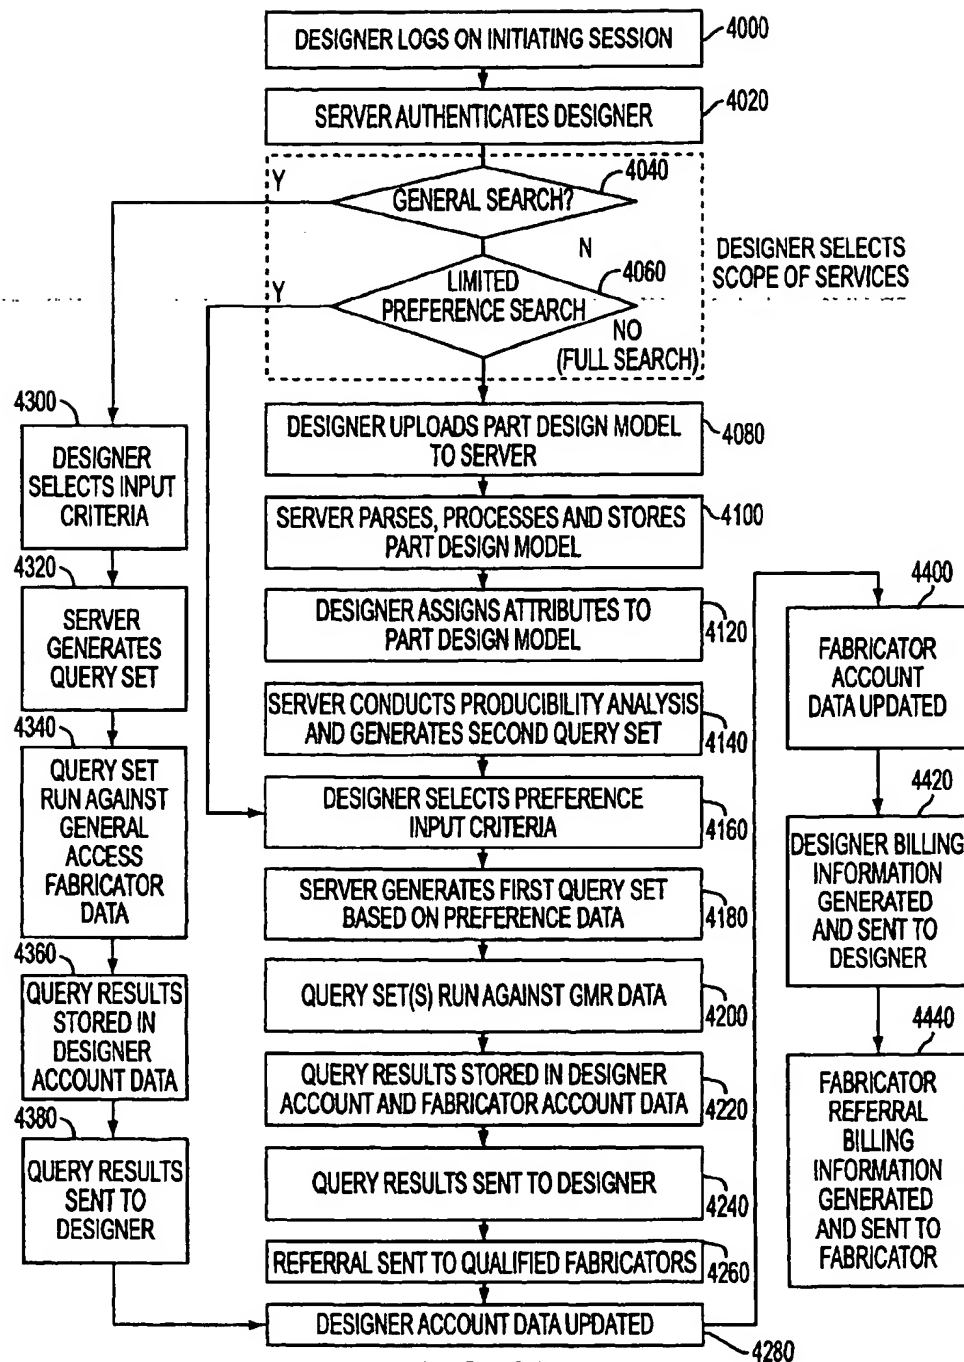 DESIGNER LOGS ON INITIATING SESSION
4000
SERVER AUTHENTICATES DESIGNER
4020
Y
GENERAL SEARCH?
4040
N
DESIGNER SELECTS
SCOPE OF SERVICES
Y
LIMITED
PREFERENCE SEARCH
4060
NO
(FULL SEARCH)
DESIGNER UPLOADS PART DESIGN MODEL
TO SERVER
4080
SERVER PARSES, PROCESSES AND STORES
PART DESIGN MODEL
4100
DESIGNER ASSIGNS ATTRIBUTES TO
PART DESIGN MODEL
4120
SERVER CONDUCTS PRODUCIBILITY ANALYSIS
AND GENERATES SECOND QUERY SET
4140
DESIGNER SELECTS PREFERENCE
INPUT CRITERIA
4160
SERVER GENERATES FIRST QUERY SET
BASED ON PREFERENCE DATA
4180
QUERY SET(S) RUN AGAINST GMR DATA
4200
QUERY RESULTS STORED IN DESIGNER
ACCOUNT AND FABRICATOR ACCOUNT DATA
4220
QUERY RESULTS SENT TO DESIGNER
4240
REFERRAL SENT TO QUALIFIED FABRICATORS
4260
DESIGNER ACCOUNT DATA UPDATED
4280
4300
DESIGNER
SELECTS INPUT
CRITERIA
4320
SERVER
GENERATES
QUERY SET
4340
QUERY SET
RUN AGAINST
GENERAL
ACCESS
FABRICATOR
DATA
4360
QUERY RESULTS
STORED IN
DESIGNER
ACCOUNT DATA
4380
QUERY RESULTS
SENT TO
DESIGNER
4400
FABRICATOR
ACCOUNT
DATA UPDATED
4420
DESIGNER BILLING
INFORMATION
GENERATED
AND SENT TO
DESIGNER
4440
FABRICATOR
REFERRAL
BILLING
INFORMATION
GENERATED
AND SENT TO
FABRICATOR